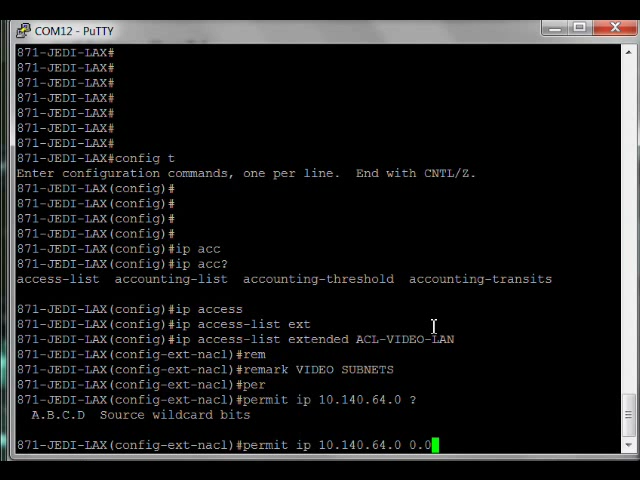 COM12 - PuTTY
871-JEDI-LAX#
871-JEDI-LAX#
871-JEDI-LAX#
871-JEDI-LAX#
871-JEDI-LAX#
871-JEDI-LAX#
871-JEDI-LAX#
871-JEDI-LAX#config t
Enter configuration commands, one per line.  End with CNTL/Z.
871-JEDI-LAX(config)#
871-JEDI-LAX(config)#
871-JEDI-LAX(config)#
871-JEDI-LAX(config)#
871-JEDI-LAX(config)#ip acc
871-JEDI-LAX(config)#ip acc?
access-list  accounting-list  accounting-threshold  accounting-transits
871-JEDI-LAX(config)#ip access
871-JEDI-LAX(config)#ip access-list ext
871-JEDI-LAX(config)#ip access-list extended ACL-VIDEO-LAN
871-JEDI-LAX(config-ext-nacl)#rem
871-JEDI-LAX(config-ext-nacl)#remark VIDEO SUBNETS
871-JEDI-LAX(config-ext-nacl)#per
871-JEDI-LAX(config-ext-nacl)#permit ip 10.140.64.0 ?
  A.B.C.D  Source wildcard bits
871-JEDI-LAX(config-ext-nacl)#permit ip 10.140.64.0 0.0